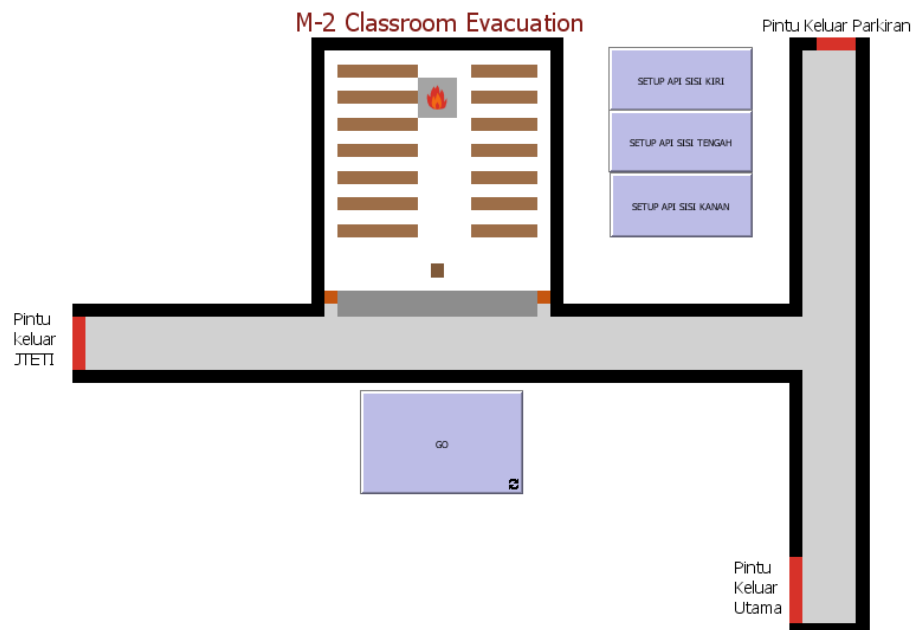 M-2 Classroom Evacuation
Pintu Keluar Parkiran
SETUP API SISI KIRI
SETUP API SISI TENGAH
SETUP API SISI KANAN
Pintu
keluar
JTETI
GO
Pintu
Keluar
Utama